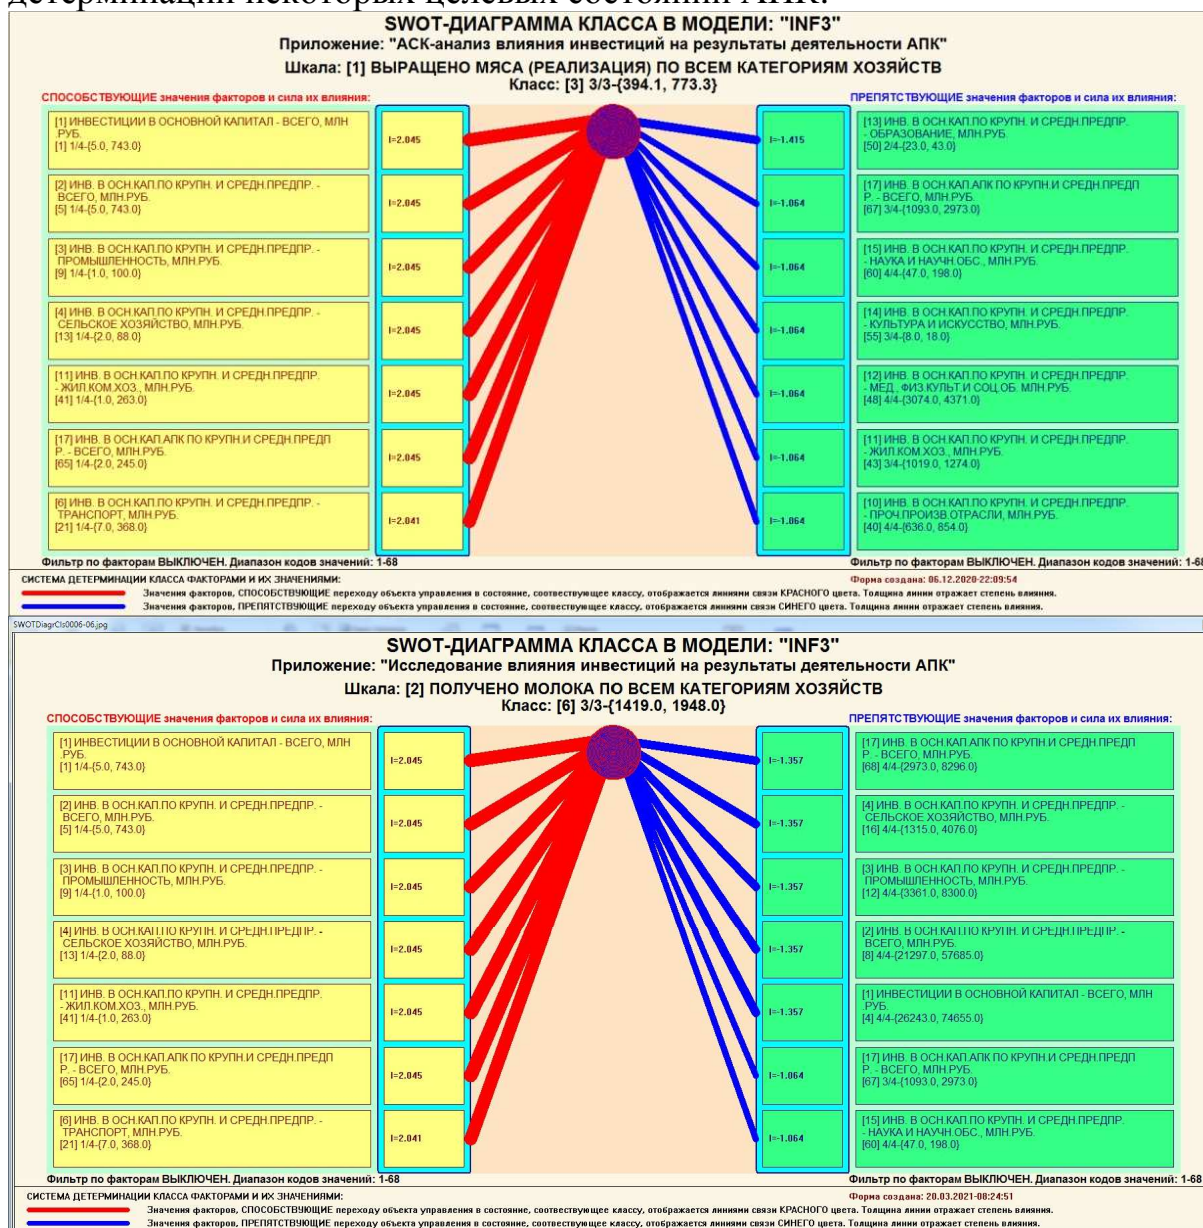 детерминации некоторых целевых состояний АПК.
SWOT-ДИАГРАММА КЛАССА В МОДЕЛИ: "INF3"
Приложение: "АСК-анализ влияния инвестиций на результаты деятельности АПК"
Шкала: [1] ВЫРАЩЕНО МЯСА (РЕАЛИЗАЦИЯ) ПО ВСЕМ КАТЕГОРИЯМ ХОЗЯЙСТВ
Класс: [3] 3/3-{394.1, 773.3}
СПОСОБСТВУЮЩИЕ значения факторов и сила их влияния:
[1] ИНВЕСТИЦИИ В ОСНОВНОЙ КАПИТАЛ - ВСЕГО, МЛН
.РУБ.
[1] 1/4-{5.0, 743.0}
I=2.045
[2] ИНВ. В ОСН.КАП.ПО КРУПН. И СРЕДН.ПРЕДПР. -
ВСЕГО, МЛН.РУБ.
[5] 1/4-{5.0, 743.0}
I=2.045
[3] ИНВ. В ОСН.КАП.ПО КРУПН. И СРЕДН.ПРЕДПР. -
ПРОМЫШЛЕННОСТЬ, МЛН.РУБ.
[9] 1/4-{1.0, 100.0}
I=2.045
[4] ИНВ. В ОСН.КАП.ПО КРУПН. И СРЕДН.ПРЕДПР. -
СЕЛЬСКОЕ ХОЗЯЙСТВО, МЛН.РУБ.
[13] 1/4-{2.0, 88.0}
I=2.045
[11] ИНВ. В ОСН.КАП.ПО КРУПН. И СРЕДН.ПРЕДПР.
- ЖИЛ.КОМ.ХОЗ., МЛН.РУБ.
[41] 1/4-{1.0, 263.0}
I=2.045
[17] ИНВ. В ОСН.КАП.АПК ПО КРУПН.И СРЕДН.ПРЕДП
Р. - ВСЕГО, МЛН.РУБ.
[65] 1/4-{2.0, 245.0}
I=2.045
[6] ИНВ. В ОСН.КАП.ПО КРУПН. И СРЕДН.ПРЕДПР. -
ТРАНСПОРТ, МЛН.РУБ.
[21] 1/4-{7.0, 368.0}
I=2.041
Фильтр по факторам ВЫКЛЮЧЕН. Диапазон кодов значений: 1-68
ПРЕПЯТСТВУЮЩИЕ значения факторов и сила их влияния:
I=-1.415
[13] ИНВ. В ОСН.КАП.ПО КРУПН. И СРЕДН.ПРЕДПР.
- ОБРАЗОВАНИЕ, МЛН.РУБ.
[50] 2/4-{23.0, 43.0}
I=-1.064
[17] ИНВ. В ОСН.КАП.АПК ПО КРУПН.И СРЕДН.ПРЕДП
Р. - ВСЕГО, МЛН.РУБ.
[67] 3/4-{1093.0, 2973.0}
I=-1.064
[15] ИНВ. В ОСН.КАП.ПО КРУПН. И СРЕДН.ПРЕДПР.
- НАУКА И НАУЧН.ОБС., МЛН.РУБ.
[60] 4/4-{47.0, 198.0}
I=-1.064
[14] ИНВ. В ОСН.КАП.ПО КРУПН. И СРЕДН.ПРЕДПР.
- КУЛЬТУРА И ИСКУССТВО, МЛН.РУБ.
[55] 3/4-{8.0, 18.0}
I=-1.064
[12] ИНВ. В ОСН.КАП.ПО КРУПН. И СРЕДН.ПРЕДПР.
- МЕД., ФИЗ.КУЛЬТ.И СОЦ.ОБ. МЛН.РУБ.
[48] 4/4-{3074.0, 4371.0}
I=-1.064
[11] ИНВ. В ОСН.КАП.ПО КРУПН. И СРЕДН.ПРЕДПР.
- ЖИЛ.КОМ.ХОЗ., МЛН.РУБ.
[43] 3/4-{1019.0, 1274.0}
I=-1.064
[10] ИНВ. В ОСН.КАП.ПО КРУПН. И СРЕДН.ПРЕДПР.
- ПРОЧ.ПРОИЗВ.ОТРАСЛИ, МЛН.РУБ.
[40] 4/4-{636.0, 854.0}
Фильтр по факторам ВЫКЛЮЧЕН. Диапазон кодов значений: 1-68
СИСТЕМА ДЕТЕРМИНАЦИИ КЛАССА ФАКТОРАМИ И ИХ ЗНАЧЕНИЯМИ:
Форма создана: 06.12.2020-22:09:54
Значения факторов, СПОСОБСТВУЮЩИЕ переходу объекта управления в состояние, соотвествующее классу, отображается линиями связи КРАСНОГО цвета. Толщина линии отражает степень влияния.
Значения факторов, ПРЕПЯТСТВУЮЩИЕ переходу объекта управления в состояние, соотвествующее классу, отображается линиями связи СИНЕГО цвета. Толщина линии отражает степень влияния.
SWOTDiagrCls0006-06.jpg
SWOT-ДИАГРАММА КЛАССА В МОДЕЛИ: "INF3"
Приложение: "Исследование влияния инвестиций на результаты деятельности АПК"
Шкала: [2] ПОЛУЧЕНО МОЛОКА ПО ВСЕМ КАТЕГОРИЯМ ХОЗЯЙСТВ
Класс: [6] 3/3-{1419.0, 1948.0}
СПОСОБСТВУЮЩИЕ значения факторов и сила их влияния:
[1] ИНВЕСТИЦИИ В ОСНОВНОЙ КАПИТАЛ - ВСЕГО, МЛН
.РУБ.
[1] 1/4-{5.0, 743.0}
I=2.045
[2] ИНВ. В ОСН.КАП.ПО КРУПН. И СРЕДН.ПРЕДПР. -
ВСЕГО, МЛН.РУБ.
[5] 1/4-{5.0, 743.0}
I=2.045
[3] ИНВ. В ОСН.КАП.ПО КРУПН. И СРЕДН.ПРЕДПР. -
ПРОМЫШЛЕННОСТЬ, МЛН.РУБ.
[9] 1/4-{1.0, 100.0}
I=2.045
[4] ИНВ. В ОСН.КАП.ПО КРУПН. И СРЕДН.ПРЕДПР. -
СЕЛЬСКОЕ ХОЗЯЙСТВО, МЛН.РУБ.
[13] 1/4-{2.0, 88.0}
I=2.045
[11] ИНВ. В ОСН.КАП.ПО КРУПН. И СРЕДН.ПРЕДПР.
- ЖИЛ.КОМ.ХОЗ., МЛН.РУБ.
[41] 1/4-{1.0, 263.0}
I=2.045
[17] ИНВ. В ОСН.КАП.АПК ПО КРУПН.И СРЕДН.ПРЕДП
Р. - ВСЕГО, МЛН.РУБ.
[65] 1/4-{2.0, 245.0}
I=2.045
[6] ИНВ. В ОСН.КАП.ПО КРУПН. И СРЕДН.ПРЕДПР. -
ТРАНСПОРТ, МЛН.РУБ.
[21] 1/4-{7.0, 368.0}
I=2.041
Фильтр по факторам ВЫКЛЮЧЕН. Диапазон кодов значений: 1-68
ПРЕПЯТСТВУЮЩИЕ значения факторов и сила их влияния:
I=-1.357
[17] ИНВ. В ОСН.КАП.АПК ПО КРУПН.И СРЕДН.ПРЕДП
Р. - ВСЕГО, МЛН.РУБ.
[68] 4/4-{2973.0, 8296.0}
I=-1.357
[4] ИНВ. В ОСН.КАП.ПО КРУПН. И СРЕДН.ПРЕДПР. -
СЕЛЬСКОЕ ХОЗЯЙСТВО, МЛН.РУБ.
[16] 4/4-{1315.0, 4076.0}
I=-1.357
[3] ИНВ. В ОСН.КАП.ПО КРУПН. И СРЕДН.ПРЕДПР. -
ПРОМЫШЛЕННОСТЬ, МЛН.РУБ.
[12] 4/4-{3361.0, 8300.0}
I=-1.357
[2] ИНВ. В ОСН.КАП.ПО КРУПН. И СРЕДН.ПРЕДПР. -
ВСЕГО, МЛН.РУБ.
[8] 4/4-{21297.0, 57685.0}
I=-1.357
[1] ИНВЕСТИЦИИ В ОСНОВНОЙ КАПИТАЛ - ВСЕГО, МЛН
.РУБ.
[4] 4/4-{26243.0, 74655.0}
I=-1.064
[17] ИНВ. В ОСН.КАП.АПК ПО КРУПН.И СРЕДН.ПРЕДП
Р. - ВСЕГО, МЛН.РУБ.
[67] 3/4-{1093.0, 2973.0}
I=-1.064
[15] ИНВ. В ОСН.КАП.ПО КРУПН. И СРЕДН.ПРЕДПР.
- НАУКА И НАУЧН.ОБС., МЛН.РУБ.
[60] 4/4-{47.0, 198.0}
Фильтр по факторам ВЫКЛЮЧЕН. Диапазон кодов значений: 1-68
СИСТЕМА ДЕТЕРМИНАЦИИ КЛАССА ФАКТОРАМИ И ИХ ЗНАЧЕНИЯМИ:
Форма создана: 20.03.2021-08:24:51
Значения факторов, СПОСОБСТВУЮЩИЕ переходу объекта управления в состояние, соотвествующее классу, отображается линиями связи КРАСНОГО цвета. Толщина линии отражает степень влияния.
Значения факторов, ПРЕПЯТСТВУЮЩИЕ переходу объекта управления в состояние, соотвествующее классу, отображается линиями связи СИНЕГО цвета. Толщина линии отражает степень влияния.